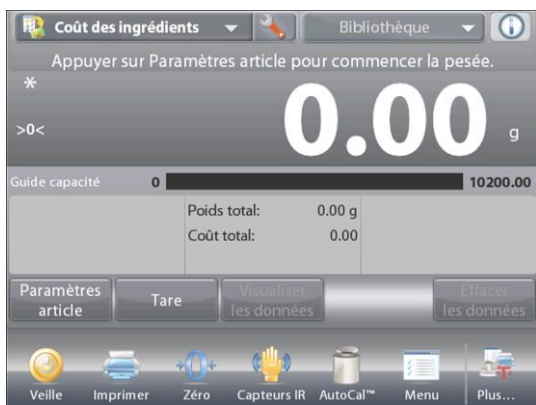 Coût des ingrédients
Bibliothèque
Appuyer sur Paramètres article pour commencer la pesée.
*
>0<
0.00 g
Guide capacité 0 10200.00
Poids total: 0.00 g
Coût total: 0.00
Paramètres article
Tare
Visualiser les données
Effacer les données
Veille Imprimer Zéro Capteurs IR AutoCal™ Menu Plus...